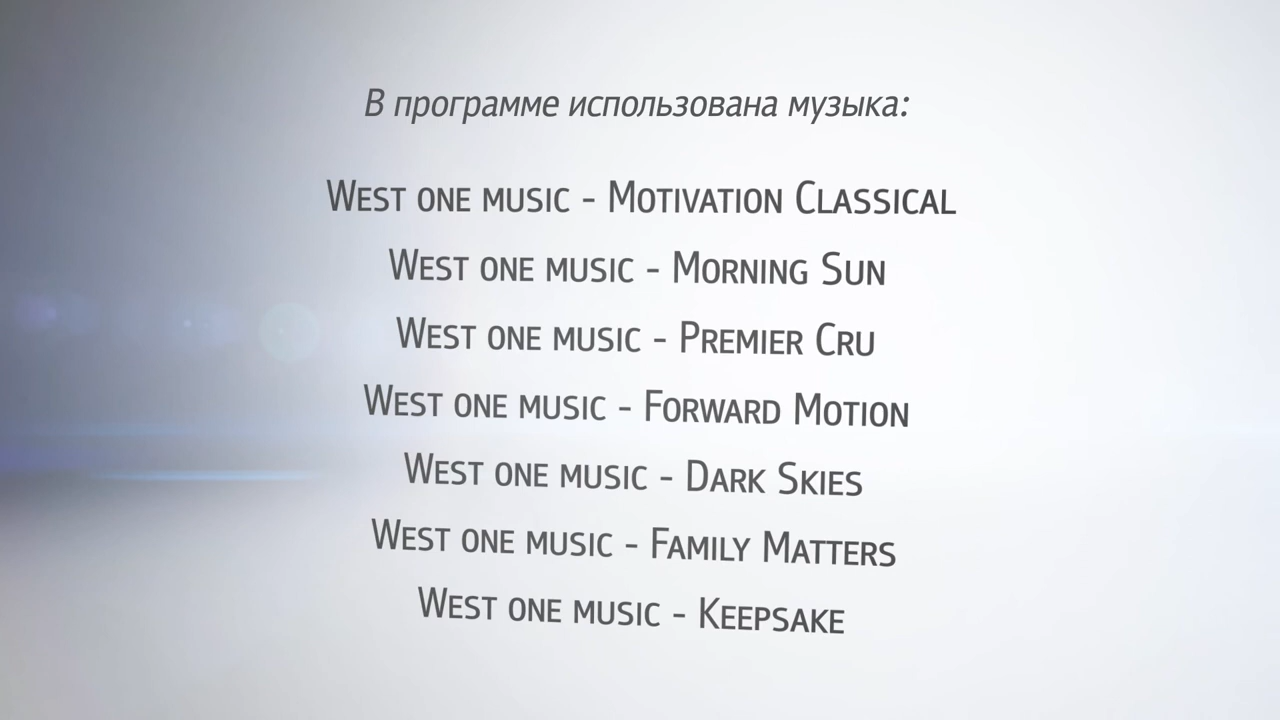 В программе использована музыка:
West one music - Motivation Classical
West one music - Morning Sun
West one music - Premier Cru
West one music - Forward Motion
West one music - Dark Skies
West one music - Family Matters
West one music - Keepsake